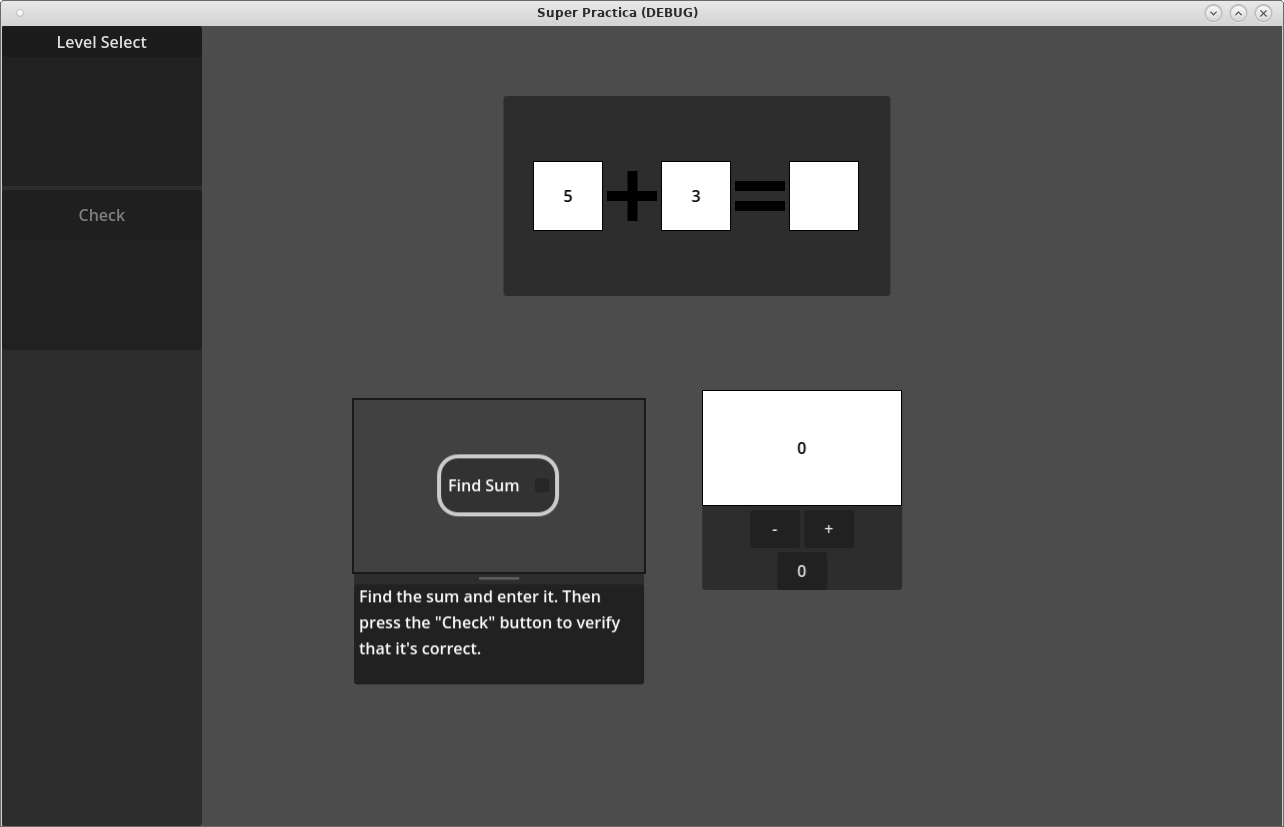 Super Practica (DEBUG)
Level Select
Check
5 + 3 =
Find Sum
Find the sum and enter it. Then
press the "Check" button to verify
that it's correct.
0
- +
0